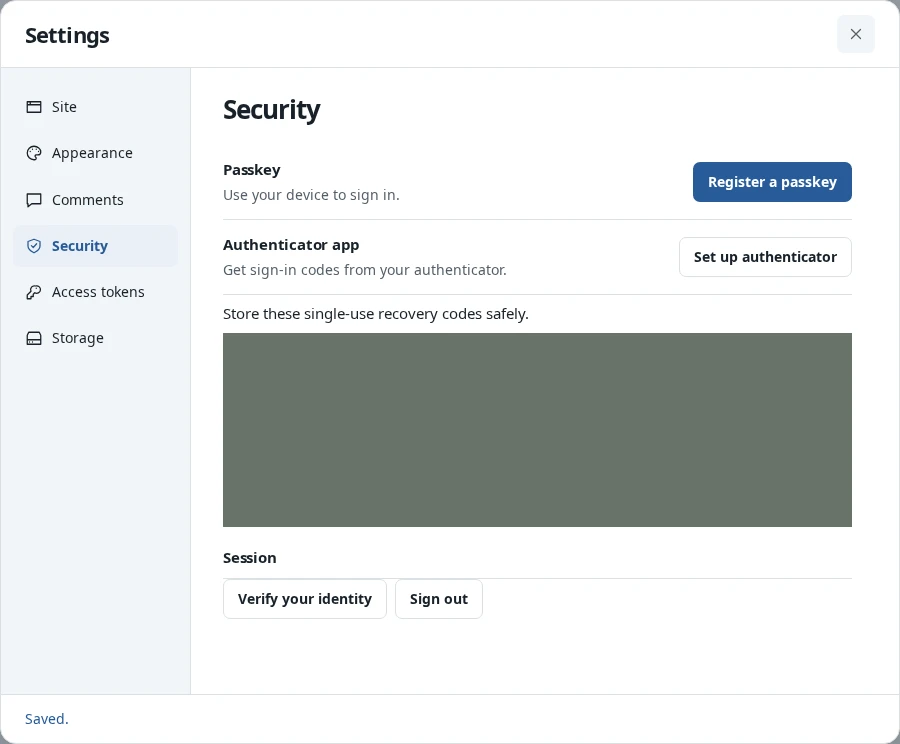 Settings
Site
Appearance
Comments
Security
Access tokens
Storage
Security
Passkey
Use your device to sign in.
Register a passkey
Authenticator app
Get sign-in codes from your authenticator.
Set up authenticator
Store these single-use recovery codes safely.
Session
Verify your identity
Sign out
Saved.